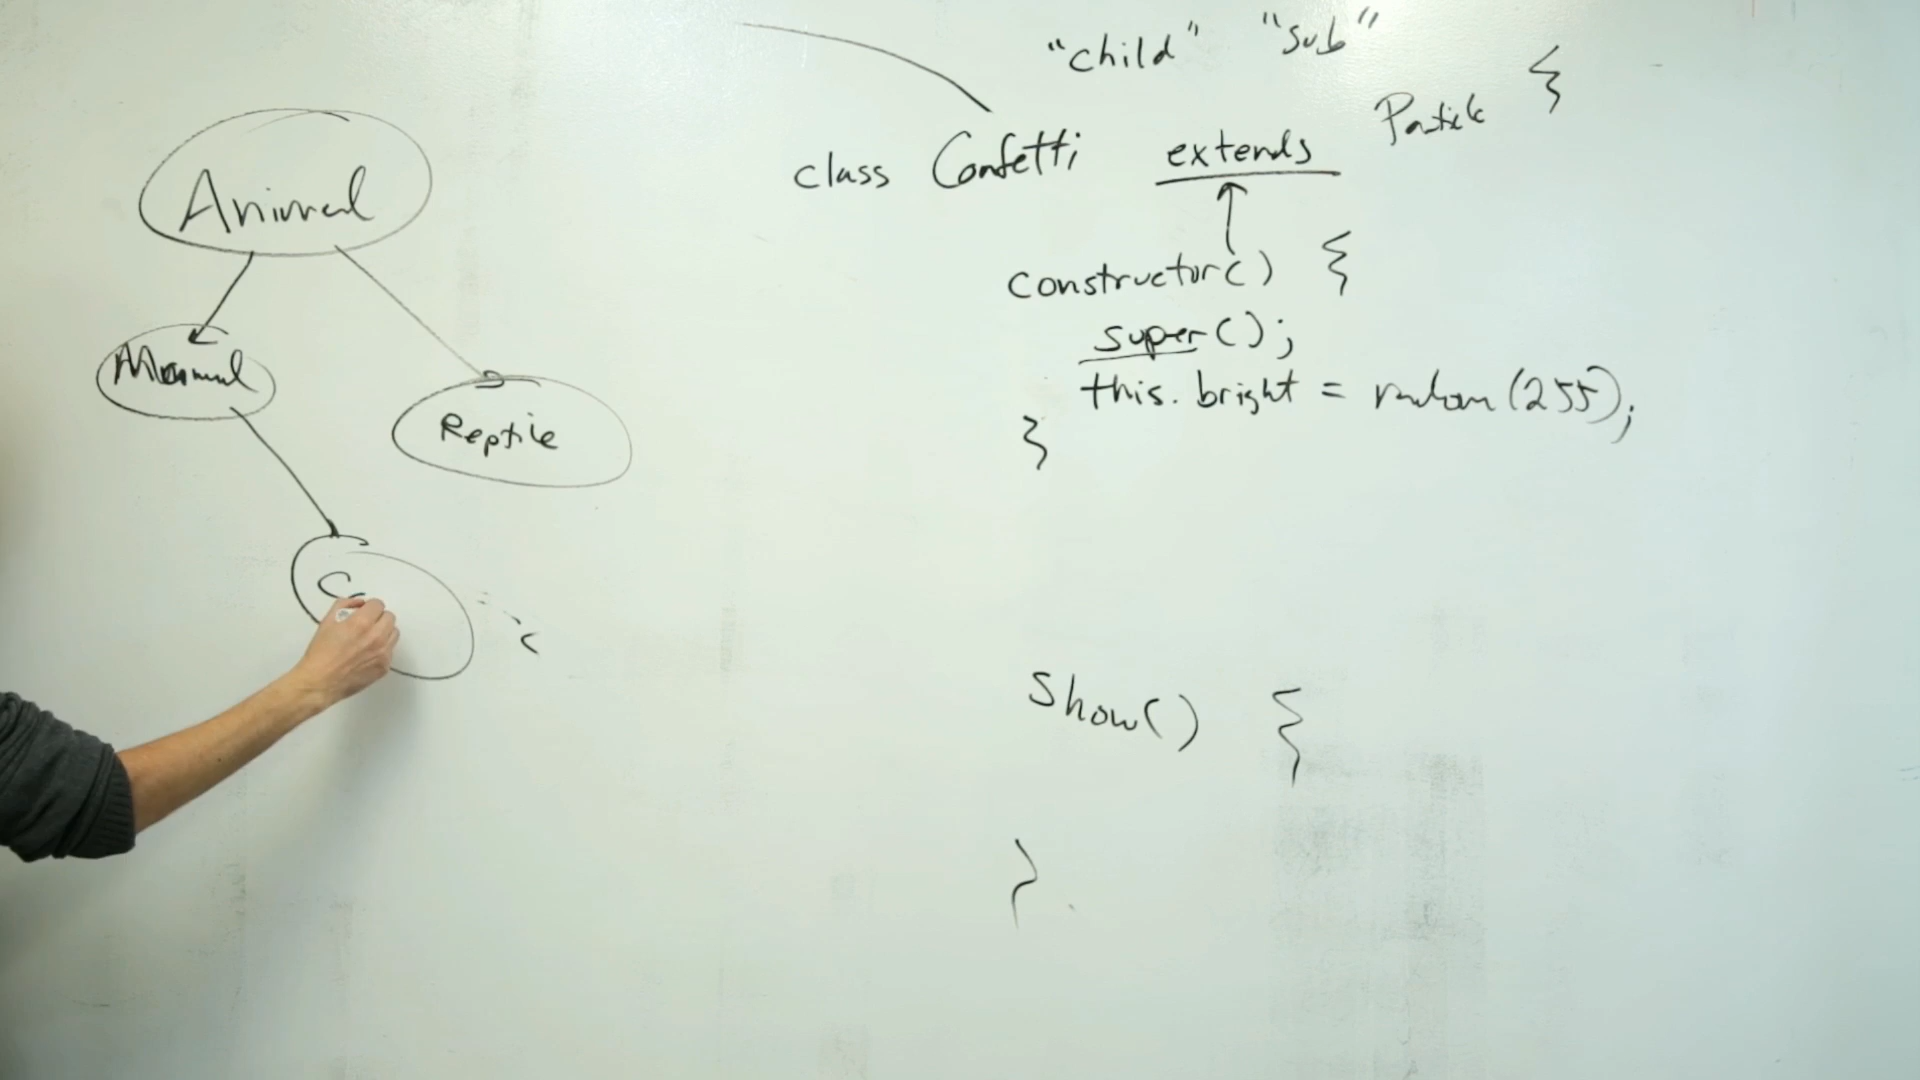 "child" "sub"
class Confetti extends Particle {
constructor() {
super();
this.bright = random(255);
}
show() {
}
Animal
Mammal
Reptile